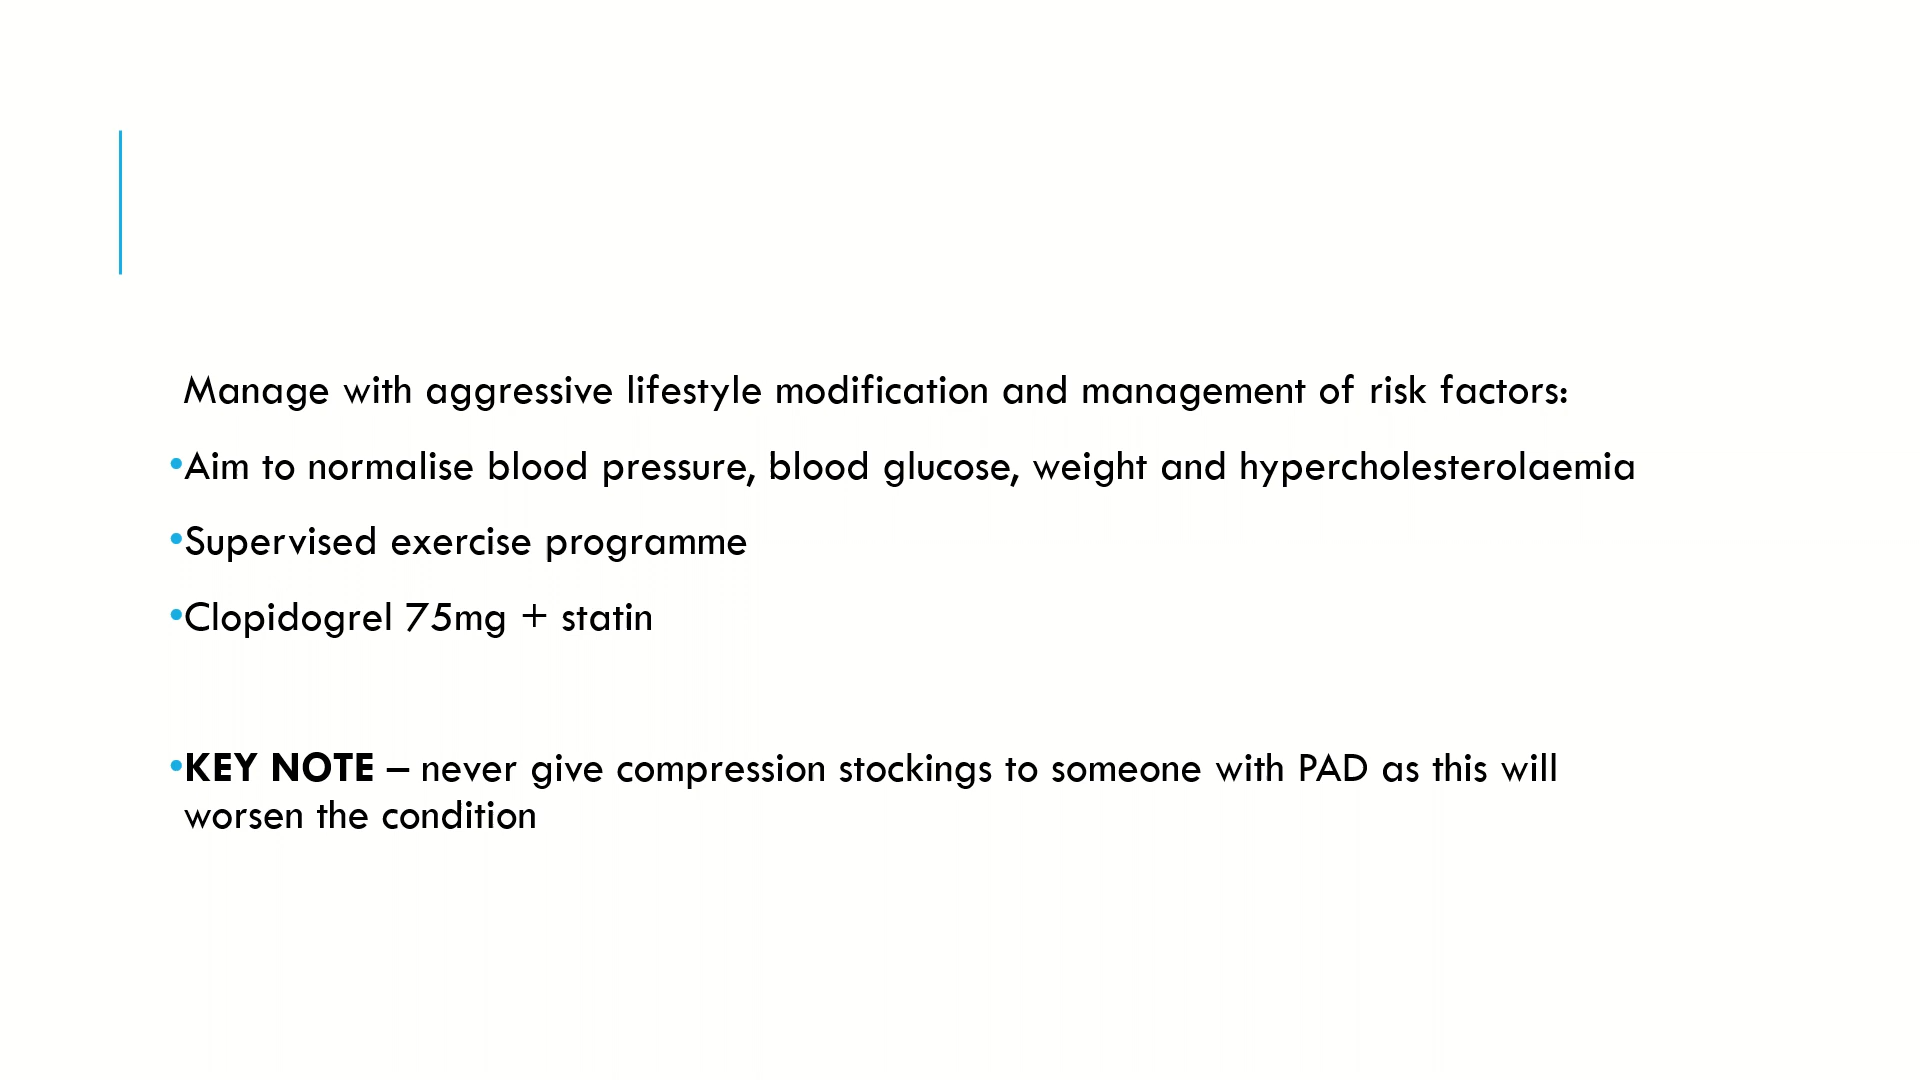 Manage with aggressive lifestyle modification and management of risk factors:
•Aim to normalise blood pressure, blood glucose, weight and hypercholesterolaemia
•Supervised exercise programme
•Clopidogrel 75mg + statin
•KEY NOTE – never give compression stockings to someone with PAD as this will
worsen the condition